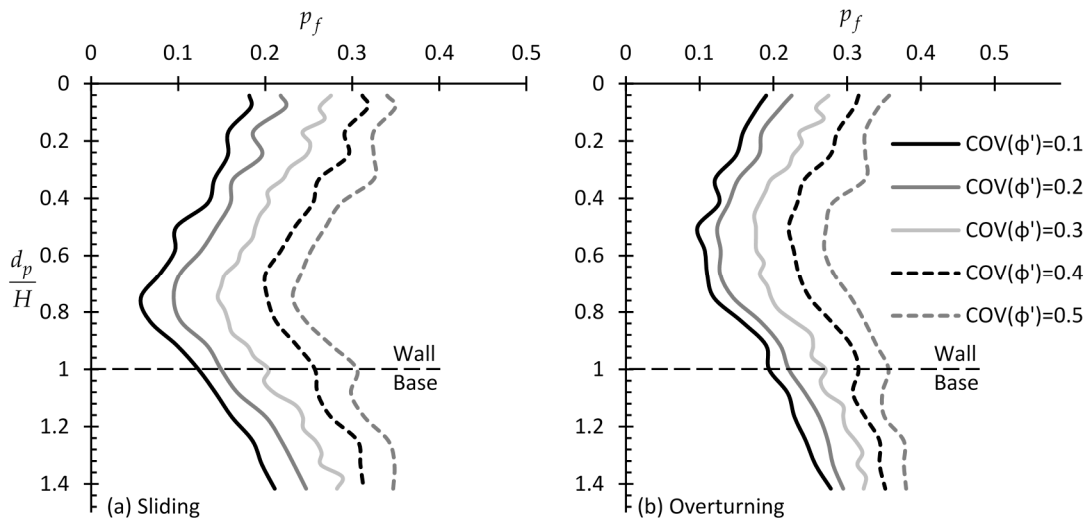 p_f
0 0.1 0.2 0.3 0.4 0.5
0
0.2
0.4
0.6
d_p
H
0.8
1
1.2
1.4
Wall
Base
(a) Sliding
p_f
0 0.1 0.2 0.3 0.4 0.5
0
0.2
0.4
0.6
0.8
1
1.2
1.4
COV(ϕ')=0.1
COV(ϕ')=0.2
COV(ϕ')=0.3
COV(ϕ')=0.4
COV(ϕ')=0.5
Wall
Base
(b) Overturning